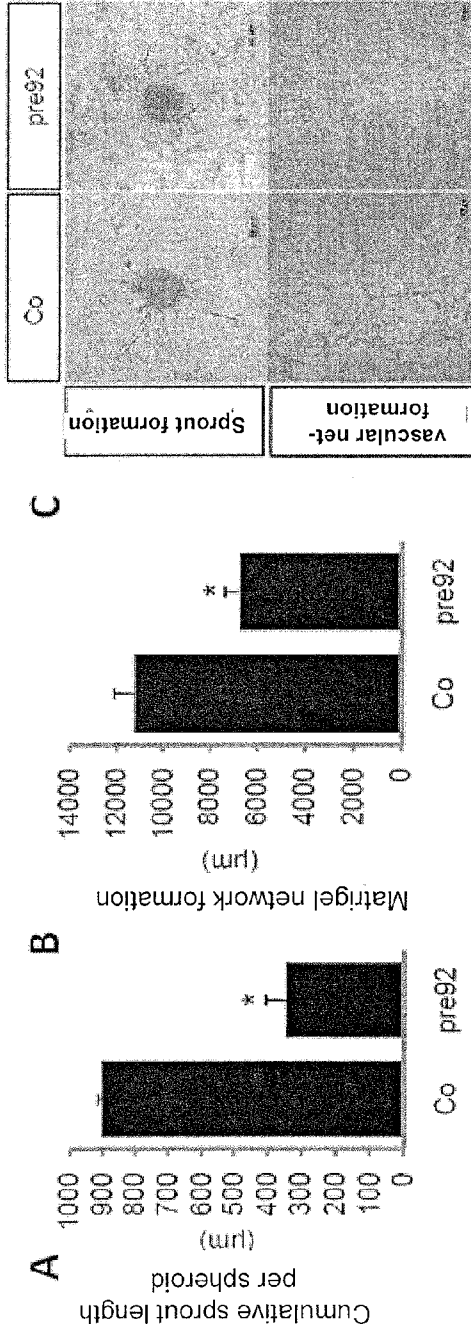 A
Cumulative sprout length
per spheroid
(µm)
1000
900
800
700
600
500
400
300
200
100
0
*
Co
pre92
B
Matrigel network formation
(µm)
14000
12000
10000
8000
6000
4000
2000
0
*
Co
pre92
C
Co
pre92
Sprout formation
vascular net-
formation